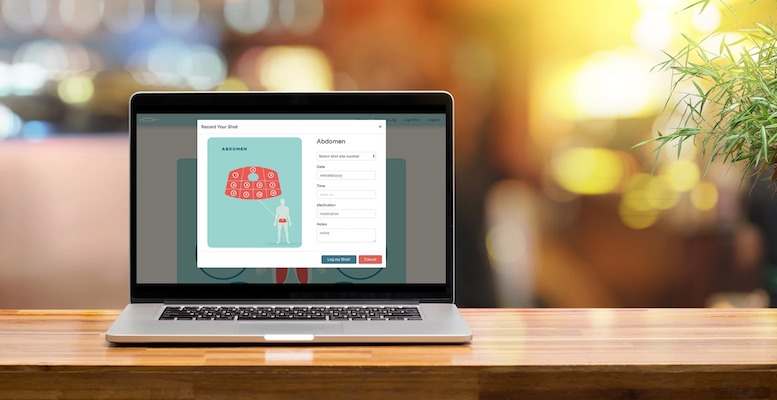 Record Your Shot
×
Log Shot
Logout
ABDOMEN
Abdomen
Select shot site number
Date
mm/dd/yyyy
Time
Medication
medication
Notes
notes
Log my Shot
Cancel